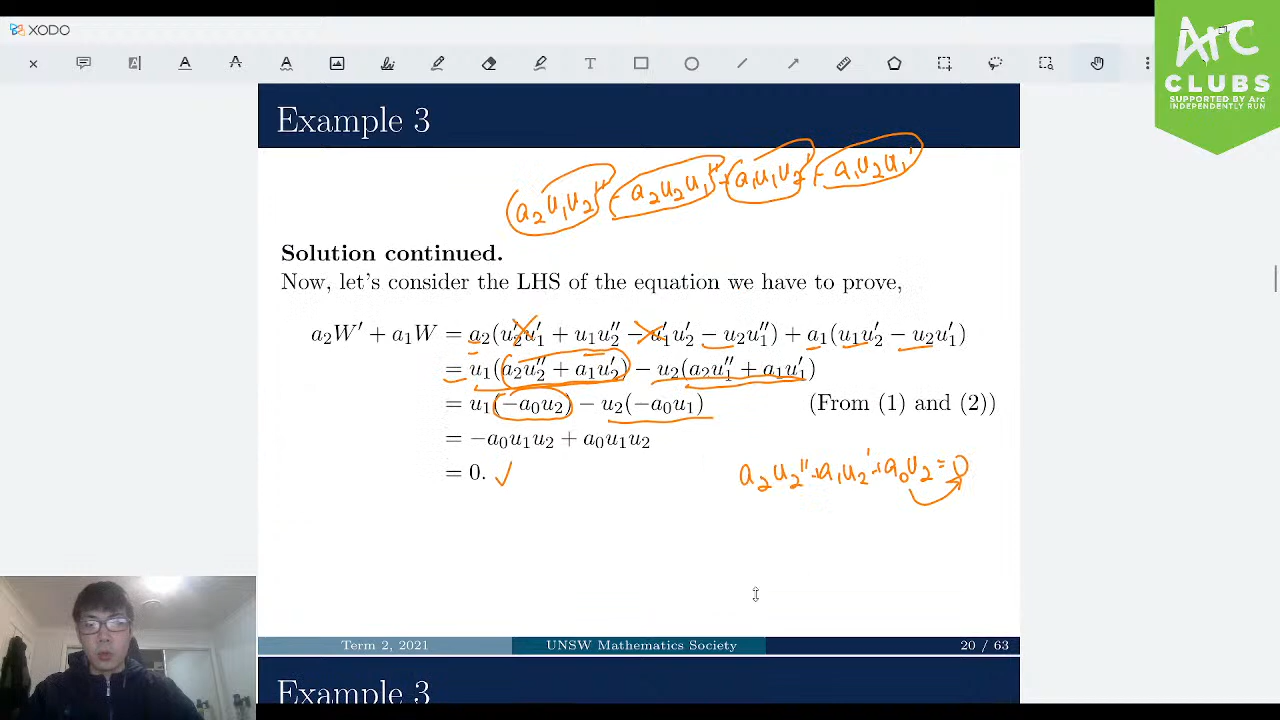 XODO
Arc
CLUBS
SUPPORTED BY Arc
INDEPENDENTLY RUN
T
Example 3
a₂u₁u₂'' - a₂u₂u₁'' + a₁u₁u₂' - a₁u₂u₁'
Solution continued.
Now, let's consider the LHS of the equation we have to prove,
a₂W′ + a₁W = a₂(u₂′u₁′ + u₁u₂″ − u₁′u₂′ − u₂u₁″) + a₁(u₁u₂′ − u₂u₁′)
= u₁(a₂u₂″ + a₁u₂′) − u₂(a₂u₁″ + a₁u₁′)
= u₁(−a₀u₂) − u₂(−a₀u₁) (From (1) and (2))
= −a₀u₁u₂ + a₀u₁u₂
= 0. ✓
a₂u₂'' + a₁u₂' + a₀u₂ = 0
Term 2, 2021 UNSW Mathematics Society 20 / 63
Example 3